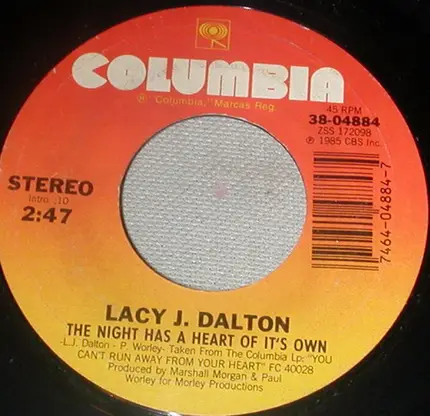 COLUMBIA
® "Columbia," Marcas Reg.
45 RPM
38-04884
ZSS 172098
℗ 1985 CBS Inc.
STEREO
Intro :10
2:47
7464-04884-7
LACY J. DALTON
THE NIGHT HAS A HEART OF IT'S OWN
-L.J. Dalton - P. Worley- Taken From The Columbia Lp: "YOU
CAN'T RUN AWAY FROM YOUR HEART" FC 40028
Produced by Marshall Morgan & Paul
Worley for Morley Productions